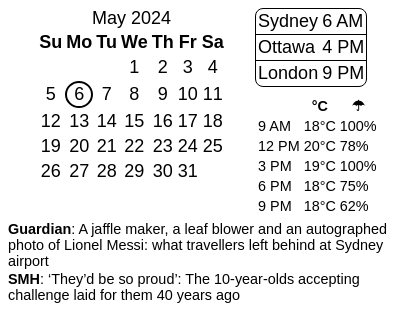 May 2024
Su Mo Tu We Th Fr Sa
1 2 3 4
5 6 7 8 9 10 11
12 13 14 15 16 17 18
19 20 21 22 23 24 25
26 27 28 29 30 31
Sydney 6 AM
Ottawa 4 PM
London 9 PM
°C ☂
9 AM 18°C 100%
12 PM 20°C 78%
3 PM 19°C 100%
6 PM 18°C 75%
9 PM 18°C 62%
Guardian: A jaffle maker, a leaf blower and an autographed
photo of Lionel Messi: what travellers left behind at Sydney
airport
SMH: ‘They’d be so proud’: The 10-year-olds accepting
challenge laid for them 40 years ago